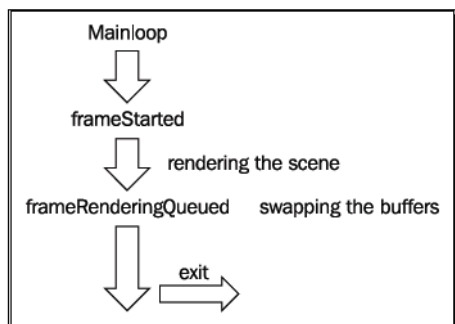 Mainloop
frameStarted
rendering the scene
frameRenderingQueued swapping the buffers
exit